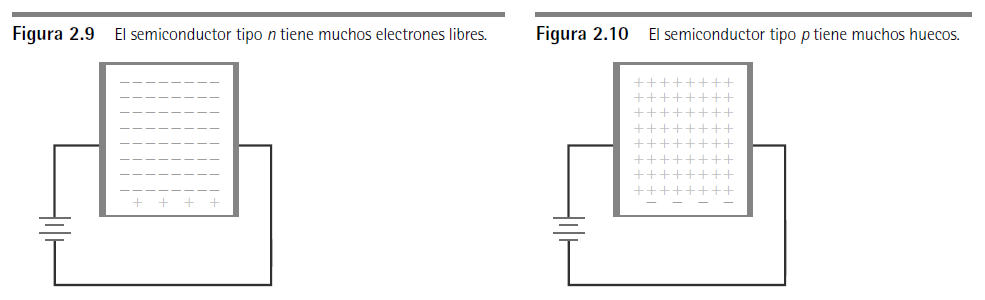 Figura 2.9 El semiconductor tipo n tiene muchos electrones libres.
Figura 2.10 El semiconductor tipo p tiene muchos huecos.